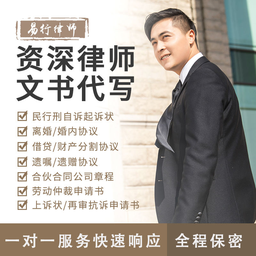 易行律师
资深律师
文书代写
民行刑自诉起诉状
离婚/婚内协议
借贷/财产分割协议
遗嘱/遗赠协议
合伙合同公司章程
劳动仲裁申请书
上诉状/再审抗诉申请书
一对一服务快速响应 全程保密